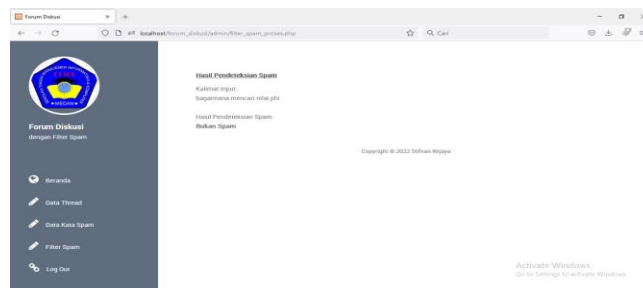 Forum Diskusi
localhost/forum_diskusi/admin/filter_spam_proses.php
Cari
MEDAN
Forum Diskusi
dengan Filter Spam
Beranda
Data Thread
Data Kata Spam
Filter Spam
Log Out
Hasil Pendeteksian Spam
Kalimat Input
bagaimana mencari nilai phi
Hasil Pendeteksian Spam
Bukan Spam
Copyright © 2022 Stifvan Wijaya
Activate Windows
Go to Settings to activate Windows.